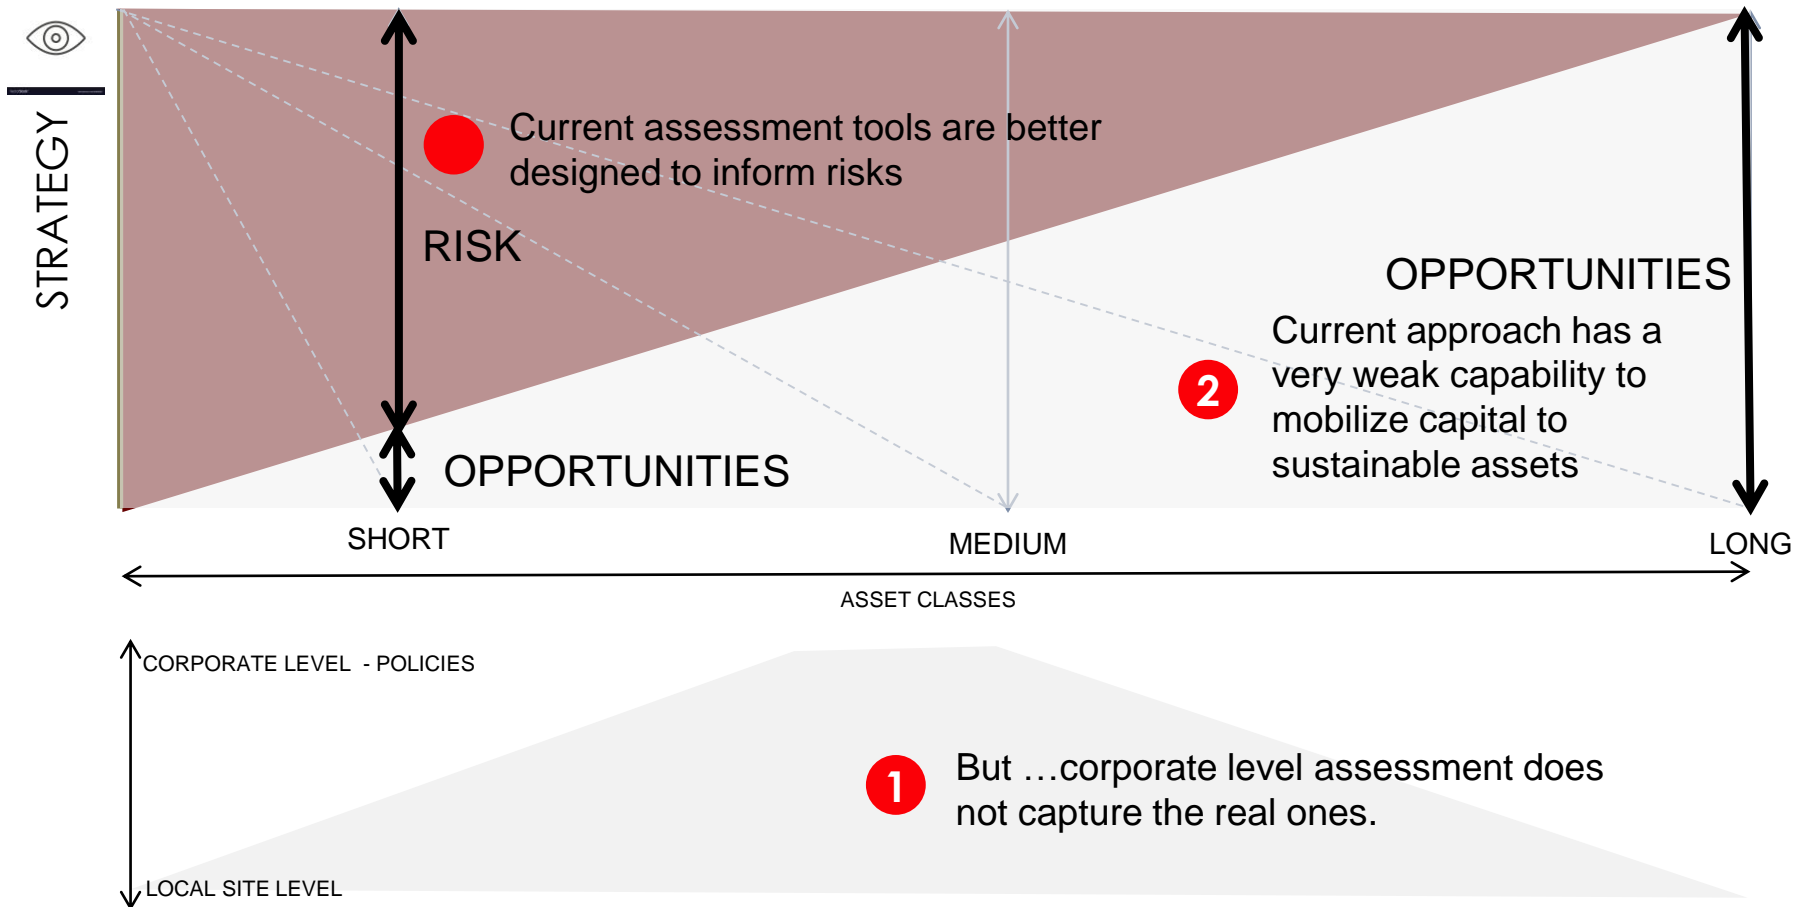 STRATEGY
Current assessment tools are better
designed to inform risks
RISK
OPPORTUNITIES
OPPORTUNITIES
2
Current approach has a
very weak capability to
mobilize capital to
sustainable assets
SHORT
MEDIUM
LONG
ASSET CLASSES
CORPORATE LEVEL - POLICIES
1
But …corporate level assessment does
not capture the real ones.
LOCAL SITE LEVEL